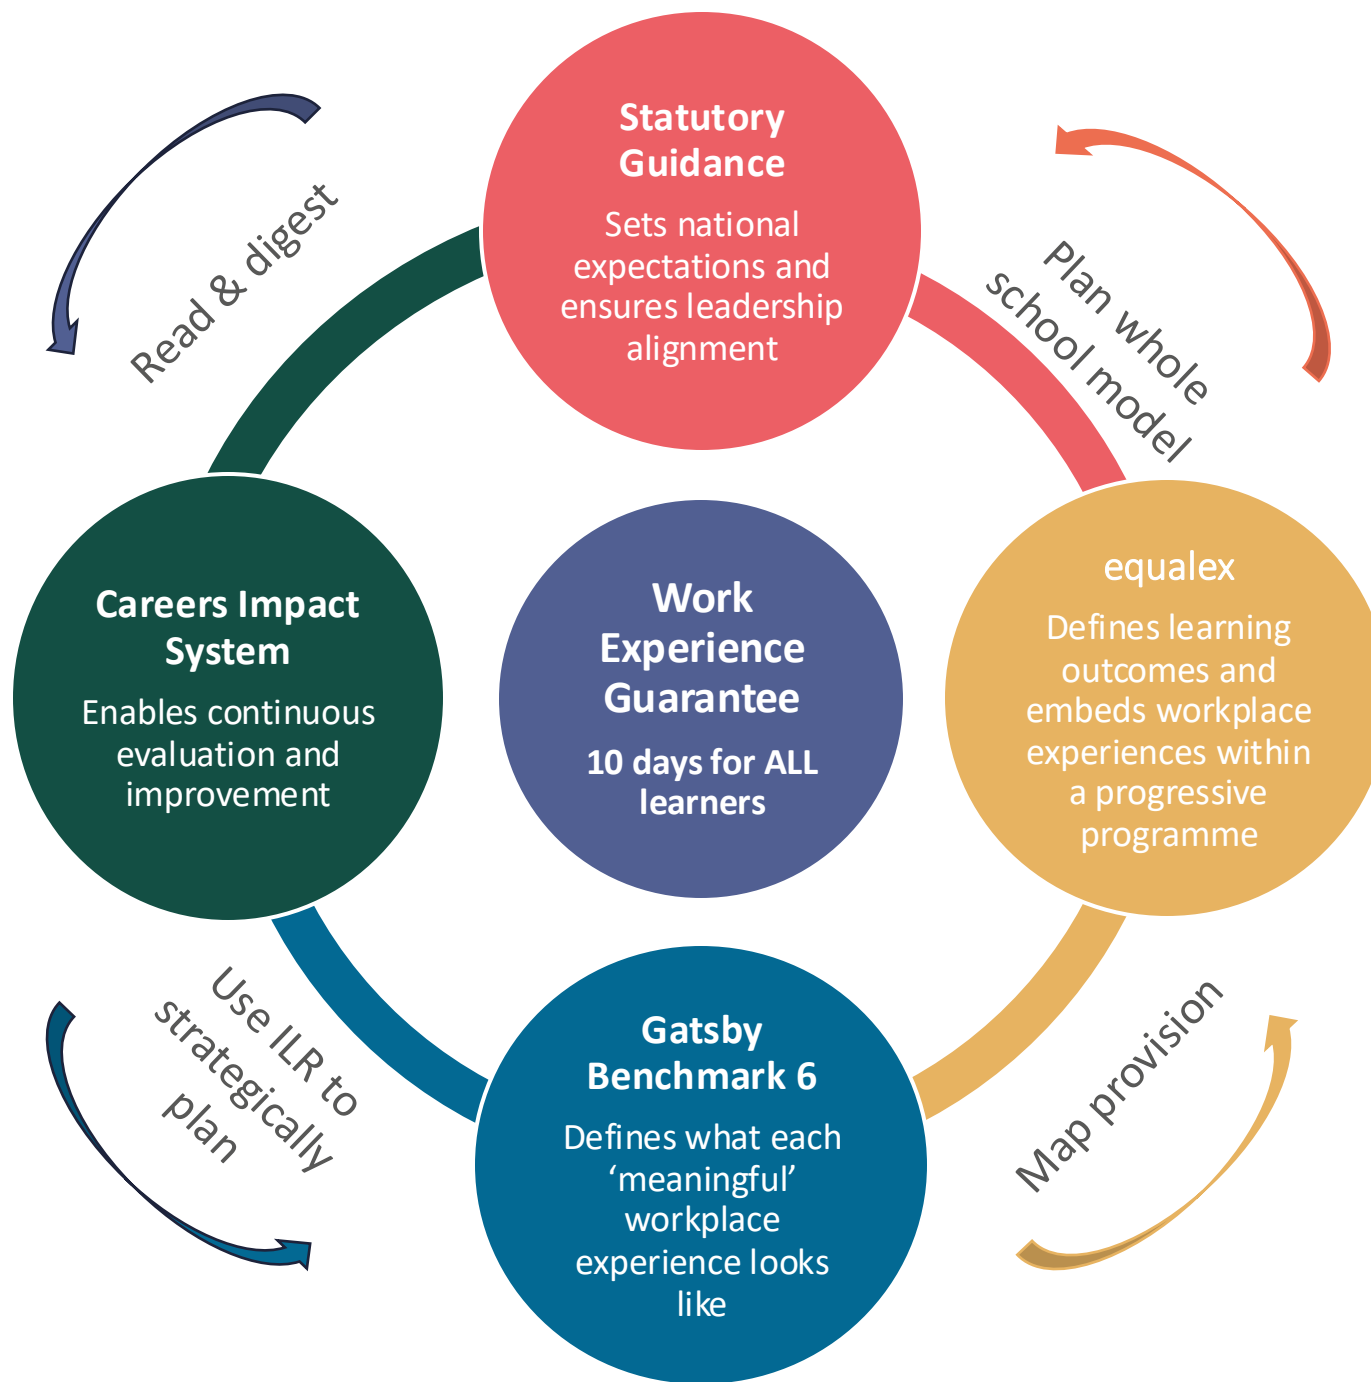 Statutory
Guidance
Sets national
expectations and
ensures leadership
alignment
Read & digest
Plan whole
school model
Careers Impact
System
Enables continuous
evaluation and
improvement
Work
Experience
Guarantee
10 days for ALL
learners
equalex
Defines learning
outcomes and
embeds workplace
experiences within
a progressive
programme
Use ILR to
strategically
plan
Gatsby
Benchmark 6
Defines what each
‘meaningful’
workplace
experience looks
like
Map provision